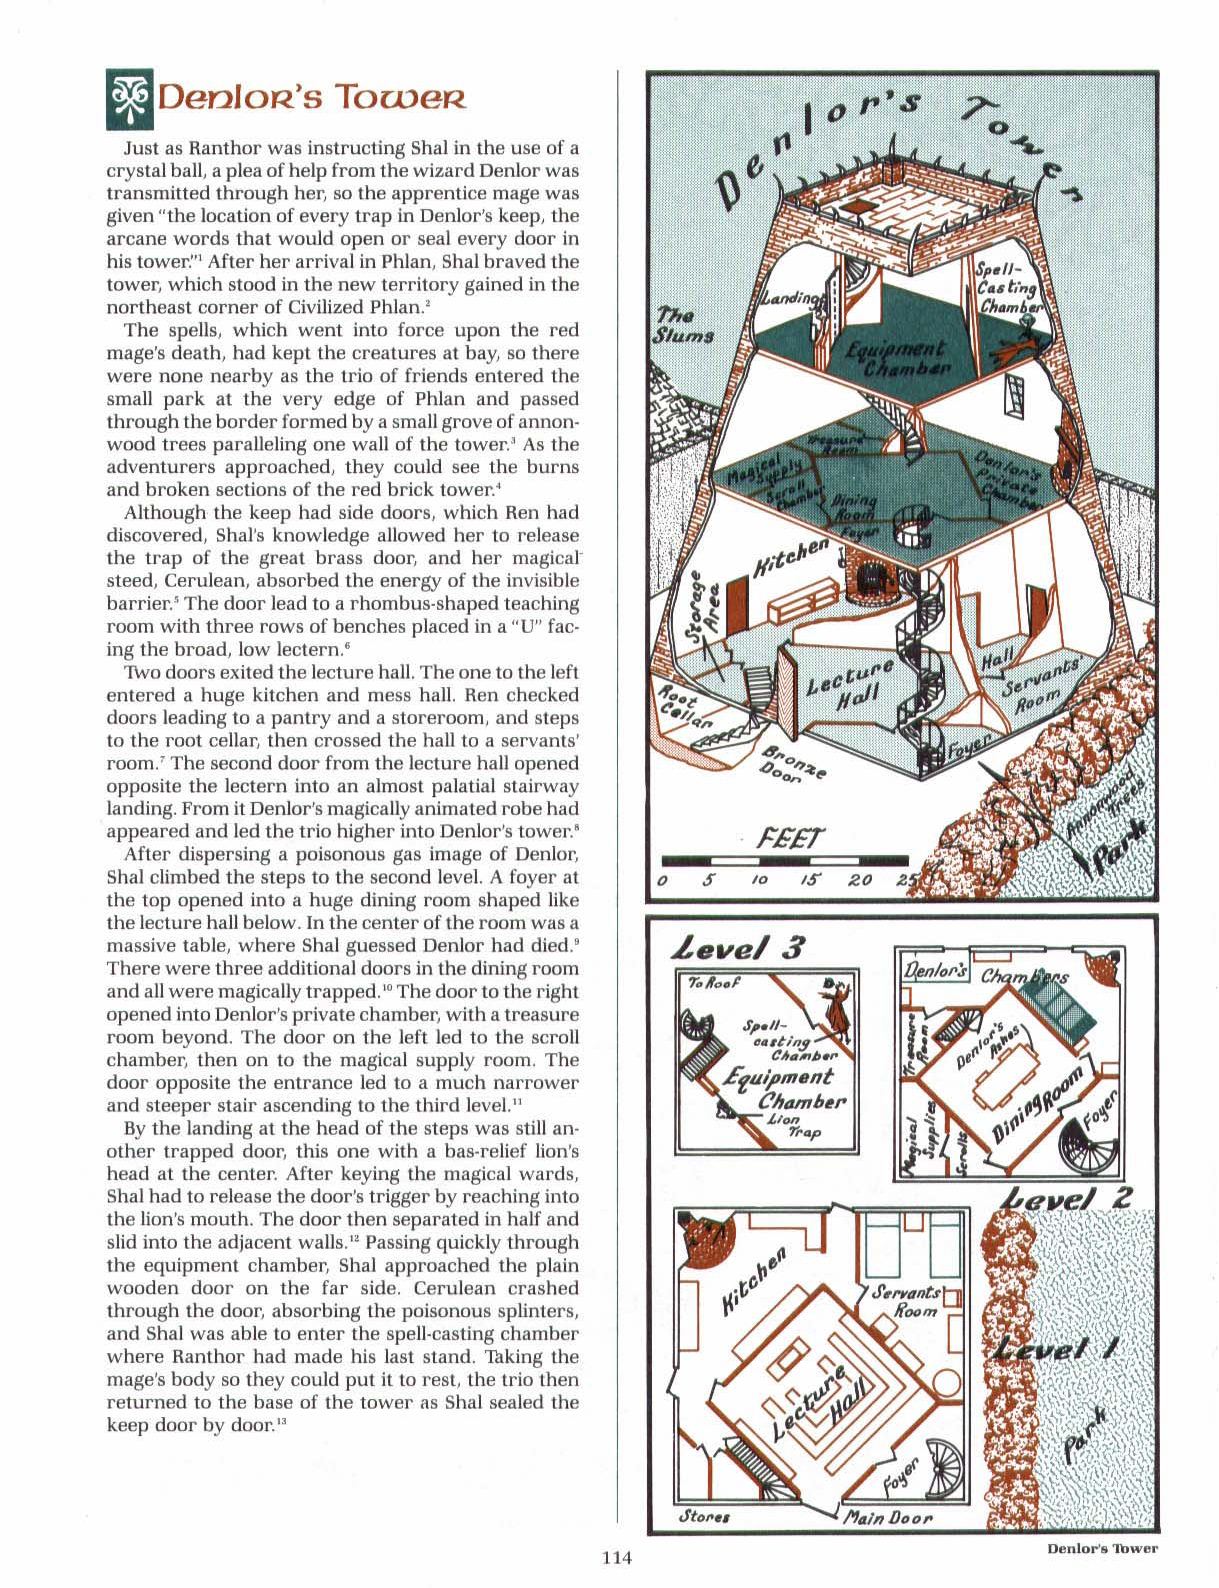 Denlor's Tower
Just as Ranthor was instructing Shal in the use of a
crystal ball, a plea of help from the wizard Denlor was
transmitted through her, so the apprentice mage was
given "the location of every trap in Denlor's keep, the
arcane words that would open or seal every door in
his tower."¹ After her arrival in Phlan, Shal braved the
tower, which stood in the new territory gained in the
northeast corner of Civilized Phlan.²
The spells, which went into force upon the red
mage's death, had kept the creatures at bay, so there
were none nearby as the trio of friends entered the
small park at the very edge of Phlan and passed
through the border formed by a small grove of annon-
wood trees paralleling one wall of the tower.³ As the
adventurers approached, they could see the burns
and broken sections of the red brick tower.⁴
Although the keep had side doors, which Ren had
discovered, Shal's knowledge allowed her to release
the trap of the great brass door, and her magical
steed, Cerulean, absorbed the energy of the invisible
barrier.⁵ The door lead to a rhombus-shaped teaching
room with three rows of benches placed in a "U" fac-
ing the broad, low lectern.⁶
Two doors exited the lecture hall. The one to the left
entered a huge kitchen and mess hall. Ren checked
doors leading to a pantry and a storeroom, and steps
to the root cellar, then crossed the hall to a servants'
room.⁷ The second door from the lecture hall opened
opposite the lectern into an almost palatial stairway
landing. From it Denlor's magically animated robe had
appeared and led the trio higher into Denlor's tower.⁸
After dispersing a poisonous gas image of Denlor,
Shal climbed the steps to the second level. A foyer at
the top opened into a huge dining room shaped like
the lecture hall below. In the center of the room was a
massive table, where Shal guessed Denlor had died.⁹
There were three additional doors in the dining room
and all were magically trapped.¹⁰ The door to the right
opened into Denlor's private chamber, with a treasure
room beyond. The door on the left led to the scroll
chamber, then on to the magical supply room. The
door opposite the entrance led to a much narrower
and steeper stair ascending to the third level.¹¹
By the landing at the head of the steps was still an-
other trapped door, this one with a bas-relief lion's
head at the center. After keying the magical wards,
Shal had to release the door's trigger by reaching into
the lion's mouth. The door then separated in half and
slid into the adjacent walls.¹² Passing quickly through
the equipment chamber, Shal approached the plain
wooden door on the far side. Cerulean crashed
through the door, absorbing the poisonous splinters,
and Shal was able to enter the spell-casting chamber
where Ranthor had made his last stand. Taking the
mage's body so they could put it to rest, the trio then
returned to the base of the tower as Shal sealed the
keep door by door.¹³
Denlor's Tower
The
Slums
Landing
Spell-
Casting
Chamber
Equipment
Chamber
Treasure
Room
Magical
Supply
Scroll
Chamber
Dining
Room
Foyer
Denlor's
Private
Chamber
Kitchen
Storage
Area
Root
Cellar
Lecture
Hall
Hall
Servants'
Room
Foyer
Bronze
Door
Annonwood
Trees
Park
FEET
0 5 10 15 20 25
Level 3
To Roof
Spell-
casting
Chamber
Equipment
Chamber
Lion
Trap
Denlor's Chambers
Treasure
Room
Denlor's
Ashes
Dining Room
Foyer
Magical
Supplies
Scrolls
Level 2
Kitchen
Servants'
Room
Lecture
Hall
Foyer
Stores
Main Door
Level 1
Park
114
Denlor's Tower